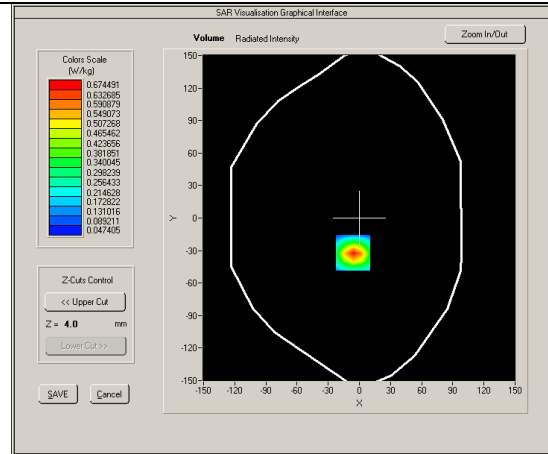 SAR Visualisation Graphical Interface
Volume Radiated Intensity
Zoom In/Out
Colors Scale
(W/kg)
0.674491
0.632685
0.590879
0.549073
0.507268
0.465462
0.423656
0.381851
0.340045
0.298239
0.256433
0.214628
0.172822
0.131016
0.089211
0.047405
Z-Cuts Control
<< Upper Cut
Z = 4.0 mm
Lower Cut >>
SAVE Cancel
150
120
90
60
30
0
-30
-60
-90
-120
-150
Y
-150 -120 -90 -60 -30 0 30 60 90 120 150
X